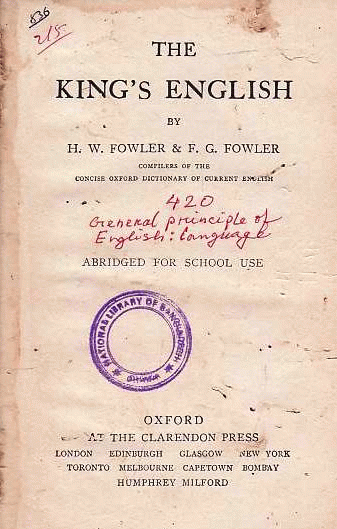 836
2/5
THE
KING'S ENGLISH
BY
H. W. FOWLER & F. G. FOWLER
COMPILERS OF THE
CONCISE OXFORD DICTIONARY OF CURRENT ENGLISH
420
General principle of
English: language
ABRIDGED FOR SCHOOL USE
NATIONAL LIBRARY OF BANGLADESH
OXFORD
AT THE CLARENDON PRESS
LONDON EDINBURGH GLASGOW NEW YORK
TORONTO MELBOURNE CAPETOWN BOMBAY
HUMPHREY MILFORD